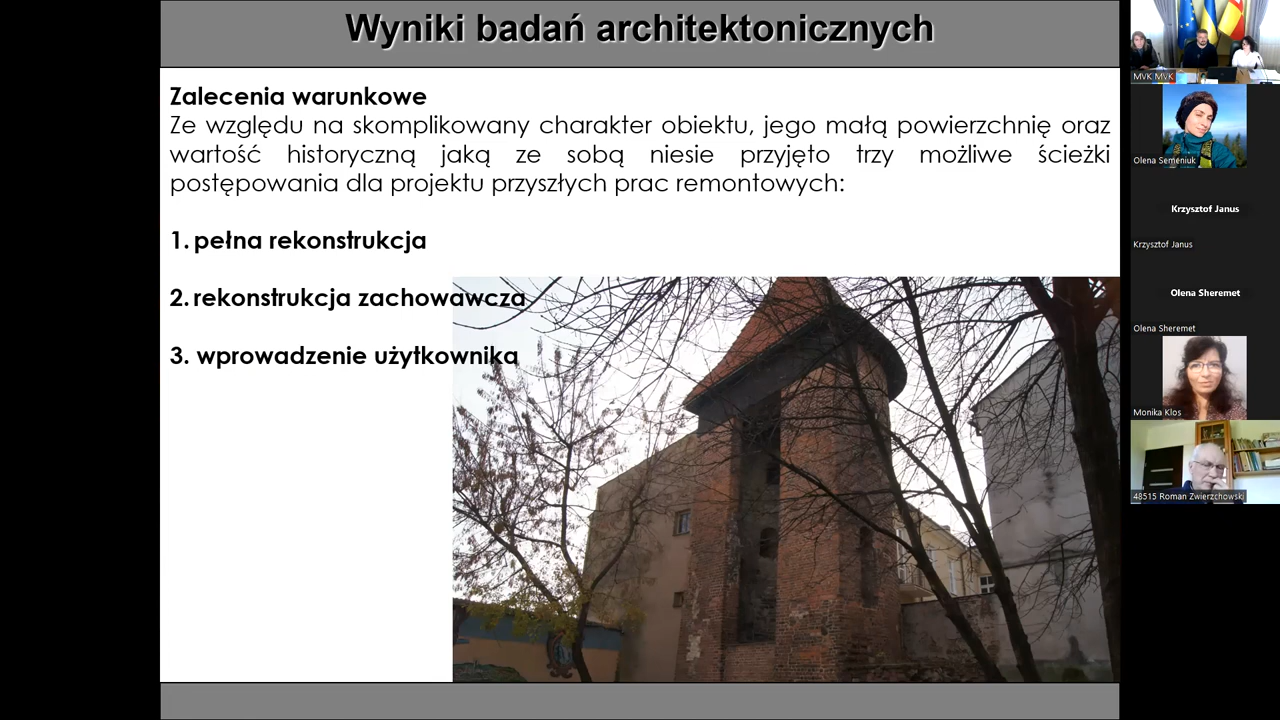 Wyniki badań architektonicznych
Zalecenia warunkowe
Ze względu na skomplikowany charakter obiektu, jego małą powierzchnię oraz
wartość historyczną jaką ze sobą niesie przyjęto trzy możliwe ścieżki
postępowania dla projektu przyszłych prac remontowych:
1. pełna rekonstrukcja
2. rekonstrukcja zachowawcza
3. wprowadzenie użytkownika
MVK MVK
Olena Semeniuk
Krzysztof Janus
Krzysztof Janus
Olena Sheremet
Olena Sheremet
Monika Klos
48515 Roman Zwierzchowski